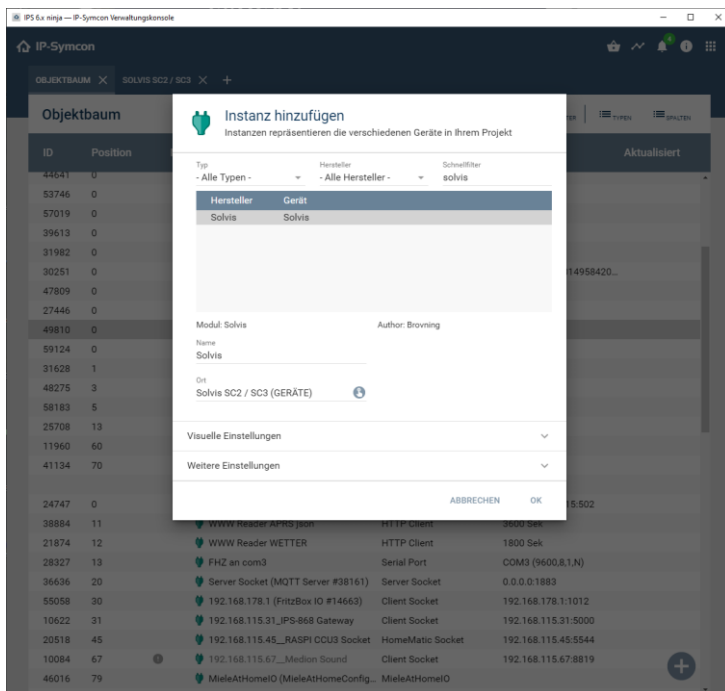 IPS 6.x ninja — IP-Symcon Verwaltungskonsole
IP-Symcon
4
OBJEKTBAUM SOLVIS SC2 / SC3
Objektbaum
TYPEN SPALTEN
ID Position Aktualisiert
Instanz hinzufügen
Instanzen repräsentieren die verschiedenen Geräte in Ihrem Projekt
Typ Hersteller Schnellfilter
- Alle Typen - - Alle Hersteller - solvis
Hersteller Gerät
Solvis Solvis
Modul: Solvis Author: Brovning
Name
Solvis
Ort
Solvis SC2 / SC3 (GERÄTE)
Visuelle Einstellungen
Weitere Einstellungen
ABBRECHEN OK
44641 0
53746 0
57019 0
39613 0
31982 0
30251 0 014958420...
47809 0
27446 0
49810 0
59124 0
31628 1
48275 3
58183 5
25708 13
11960 60
41134 70
24747 0 15:502
38884 11 WWW Reader APRS json HTTP Client 3600 Sek
21874 12 WWW Reader WETTER HTTP Client 1800 Sek
28327 13 FHZ an com3 Serial Port COM3 (9600,8,1,N)
36636 20 Server Socket (MQTT Server #38161) Server Socket 0.0.0.0:1883
55058 30 192.168.178.1 (FritzBox IO #14663) Client Socket 192.168.178.1:1012
10622 31 192.168.115.31_IPS-868 Gateway Client Socket 192.168.115.31:5000
20518 45 192.168.115.45__RASPI CCU3 Socket HomeMatic Socket 192.168.115.45:5544
10084 67 192.168.115.67__Medion Sound Client Socket 192.168.115.67:8819
46016 79 MieleAtHomeIO (MieleAtHomeConfig... MieleAtHomeIO